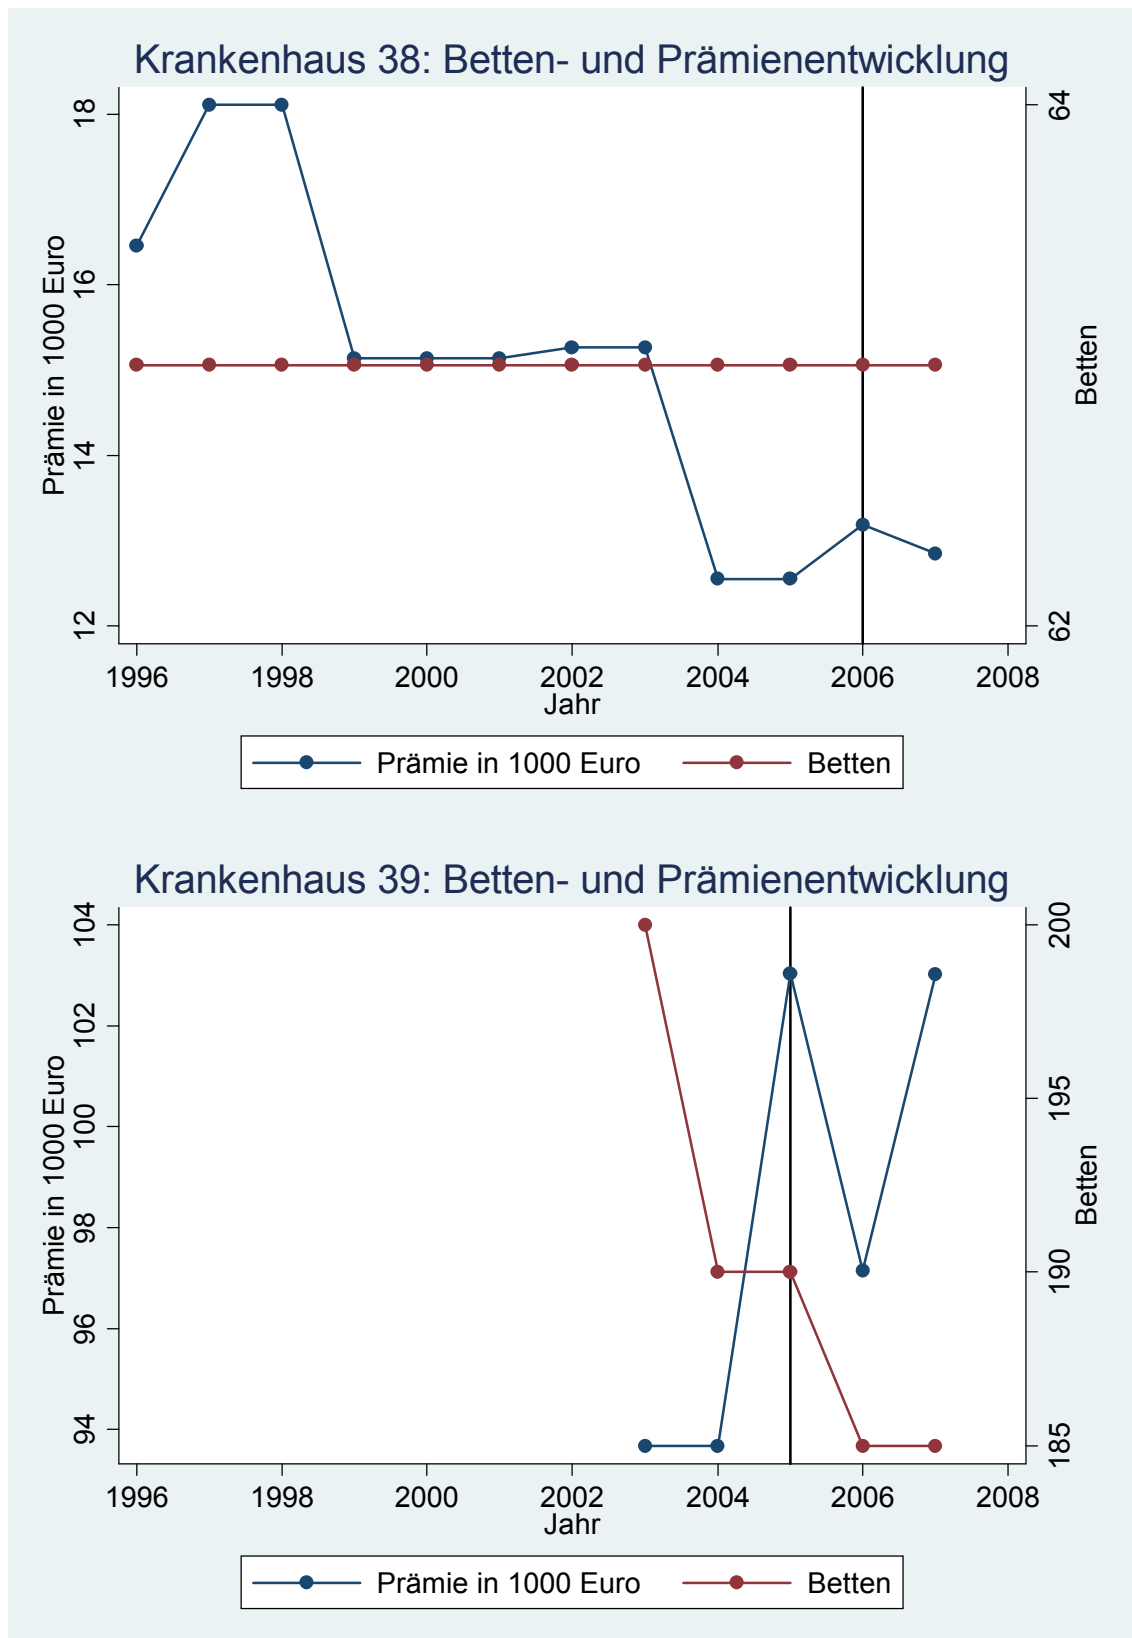 Krankenhaus 38: Betten- und Prämienentwicklung
Prämie in 1000 Euro
18
16
14
12
64
62
Betten
1996 1998 2000 2002 2004 2006 2008
Jahr
Prämie in 1000 Euro Betten
Krankenhaus 39: Betten- und Prämienentwicklung
Prämie in 1000 Euro
104
102
100
98
96
94
200
195
190
185
Betten
1996 1998 2000 2002 2004 2006 2008
Jahr
Prämie in 1000 Euro Betten